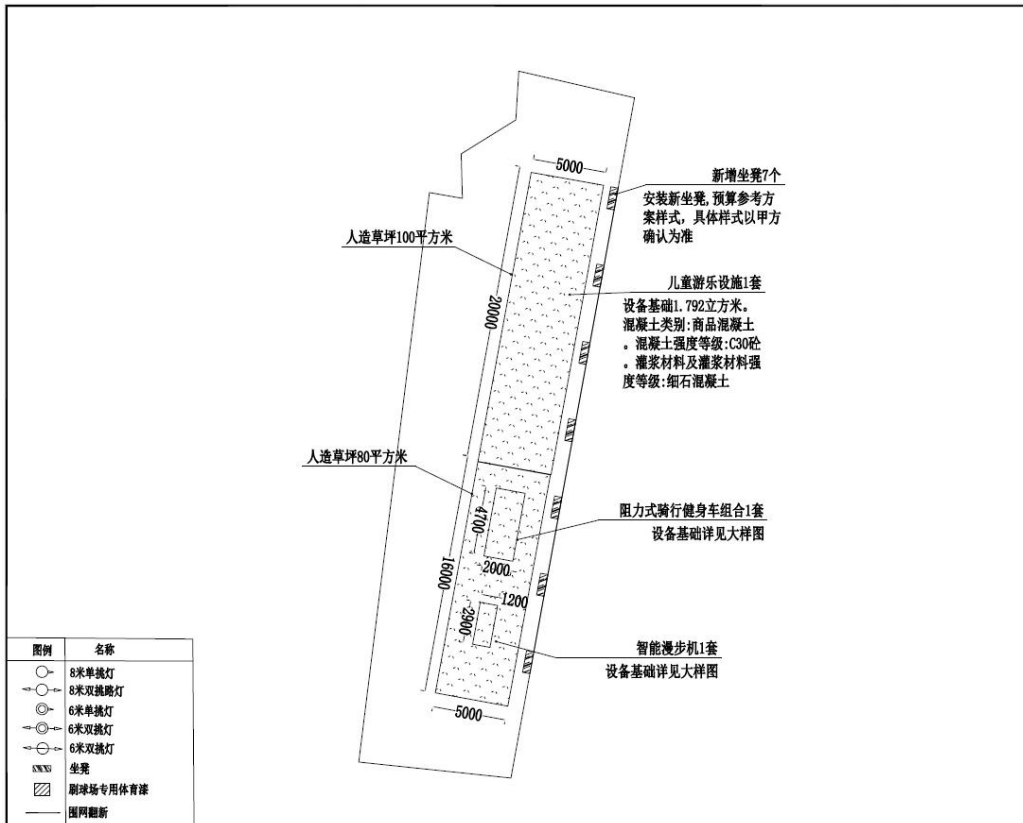 5000
新增坐凳7个
安装新坐凳,预算参考方
案样式，具体样式以甲方
确认为准
人造草坪100平方米
儿童游乐设施1套
设备基础1.792立方米。
混凝土类别:商品混凝土
。混凝土强度等级:C30砼
。灌浆材料及灌浆材料强
度等级:细石混凝土
20000
人造草坪80平方米
4700
阻力式骑行健身车组合1套
设备基础详见大样图
16000
2000
1200
2900
智能漫步机1套
设备基础详见大样图
5000
图例 名称
8米单挑灯
8米双挑路灯
6米单挑灯
6米双挑灯
6米双挑灯
坐凳
刷球场专用体育漆
围网翻新